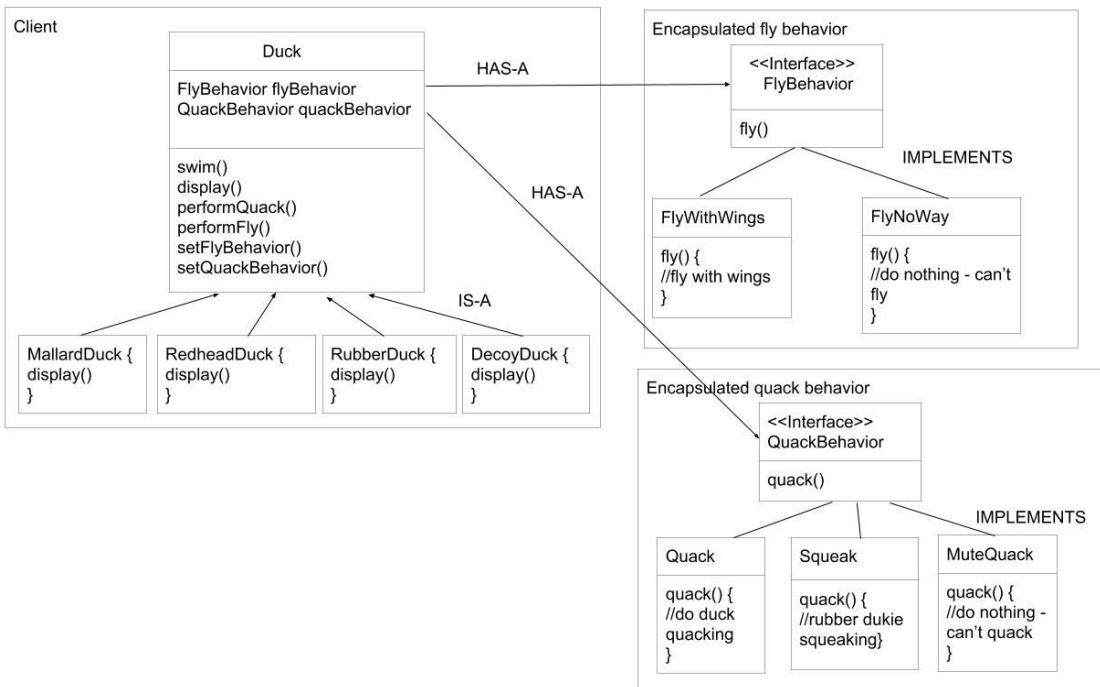 Client
Duck
FlyBehavior flyBehavior
QuackBehavior quackBehavior
swim()
display()
performQuack()
performFly()
setFlyBehavior()
setQuackBehavior()
IS-A
MallardDuck {
display()
}
RedheadDuck {
display()
}
RubberDuck {
display()
}
DecoyDuck {
display()
}
HAS-A
HAS-A
Encapsulated fly behavior
<<Interface>>
FlyBehavior
fly()
IMPLEMENTS
FlyWithWings
fly() {
//fly with wings
}
FlyNoWay
fly() {
//do nothing - can't
fly
}
Encapsulated quack behavior
<<Interface>>
QuackBehavior
quack()
IMPLEMENTS
Quack
quack() {
//do duck
quacking
}
Squeak
quack() {
//rubber dukie
squeaking}
MuteQuack
quack() {
//do nothing -
can't quack
}